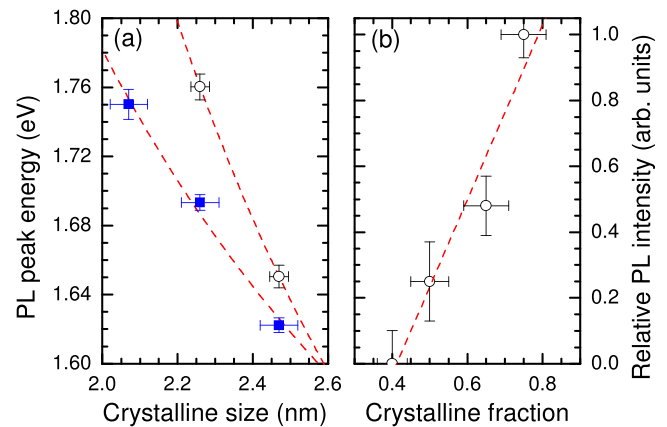 (a)
(b)
PL peak energy (eV)
1.80
1.76
1.72
1.68
1.64
1.60
2.0 2.2 2.4 2.6
Crystalline size (nm)
0.4 0.6 0.8
Crystalline fraction
1.0
0.8
0.6
0.4
0.2
0.0
Relative PL intensity (arb. units)